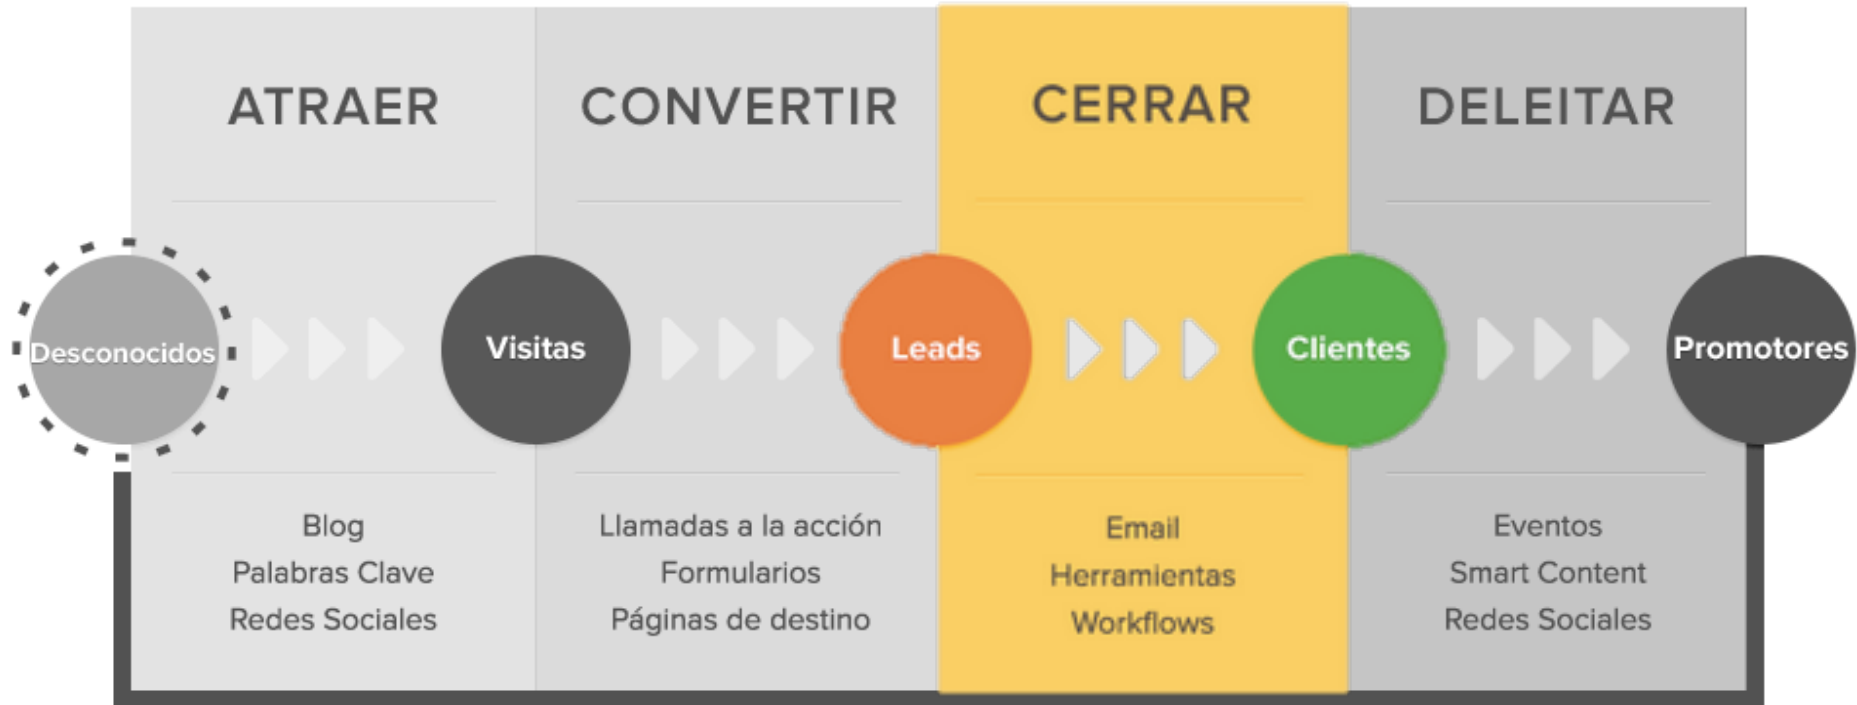 ATRAER
CONVERTIR
CERRAR
DELEITAR
Desconocidos
Visitas
Leads
Clientes
Promotores
Blog
Palabras Clave
Redes Sociales
Llamadas a la acción
Formularios
Páginas de destino
Email
Herramientas
Workflows
Eventos
Smart Content
Redes Sociales